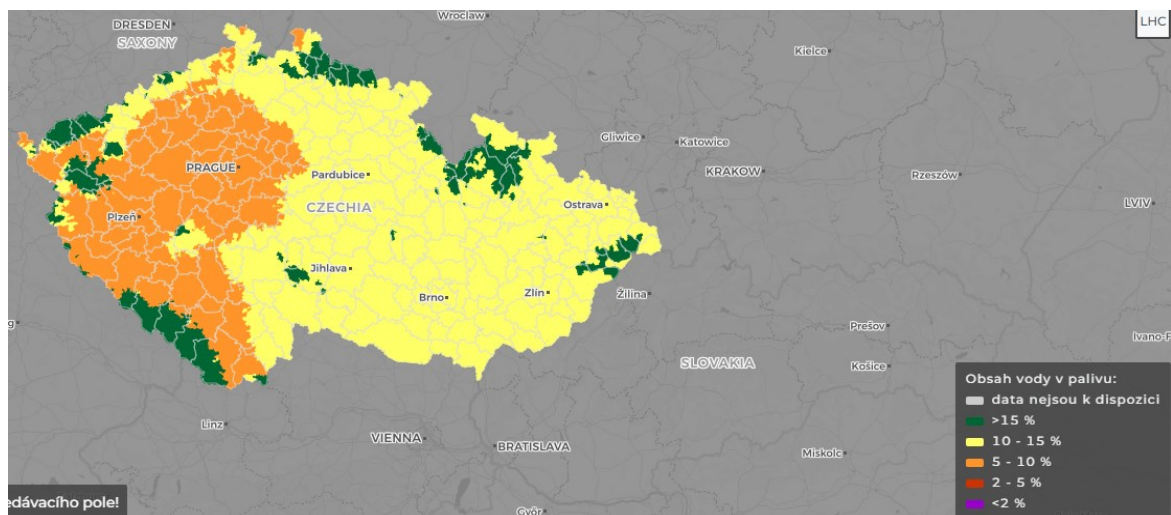 Wroclaw
LHC
DRESDEN
SAXONY
Kielce
Gliwice
Katowice
PRAGUE
Pardubice
KRAKOW
Rzeszów
CZECHIA
Ostrava
LVIV
Plzeň
Jihlava
Brno
Zlín
Žilina
Prešov
Ivano-F
SLOVAKIA
Košice
Linz
VIENNA
BRATISLAVA
Miskolc
Győr
edávacího pole!
Obsah vody v palivu:
data nejsou k dispozici
>15 %
10 - 15 %
5 - 10 %
2 - 5 %
<2 %